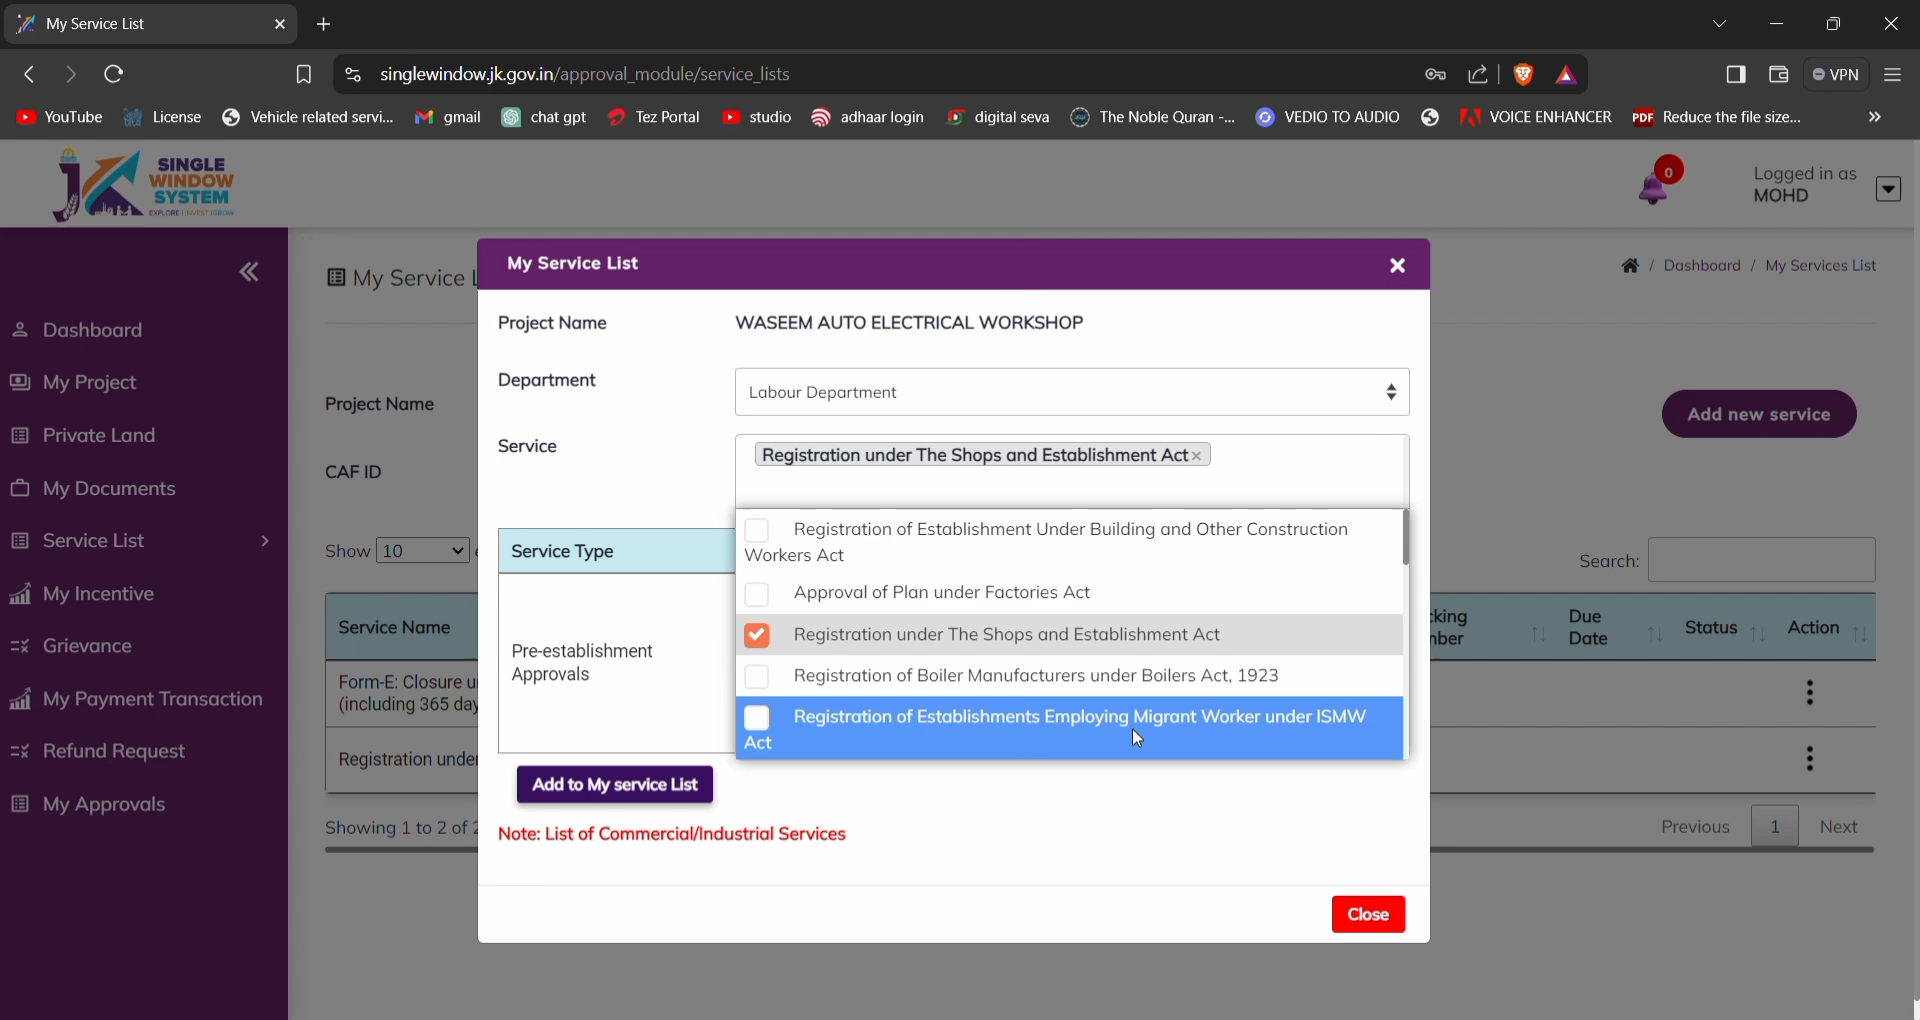 My Service List
singlewindow.jk.gov.in/approval_module/service_lists
VPN
YouTube
License
Vehicle related servi...
gmail
chat gpt
Tez Portal
studio
adhaar login
digital seva
The Noble Quran -...
VEDIO TO AUDIO
VOICE ENHANCER
PDF
Reduce the file size...
JK SINGLE
WINDOW
SYSTEM
EXPLORE | INVEST | GROW
0
Logged in as
MOHD
Dashboard
My Project
Private Land
My Documents
Service List
My Incentive
Grievance
My Payment Transaction
Refund Request
My Approvals
My Service L
/ Dashboard / My Services List
Project Name
CAF ID
Add new service
Show 10
Search:
Service Name
Form-E: Closure u
(including 365 day
Registration under
Due
Date
Status
Action
Showing 1 to 2 of 2
Previous 1 Next
My Service List
Project Name
WASEEM AUTO ELECTRICAL WORKSHOP
Department
Labour Department
Service
Registration under The Shops and Establishment Act×
Service Type
Pre-establishment
Approvals
Registration of Establishment Under Building and Other Construction
Workers Act
Approval of Plan under Factories Act
Registration under The Shops and Establishment Act
Registration of Boiler Manufacturers under Boilers Act, 1923
Registration of Establishments Employing Migrant Worker under ISMW
Act
Add to My service List
Note: List of Commercial/Industrial Services
Close